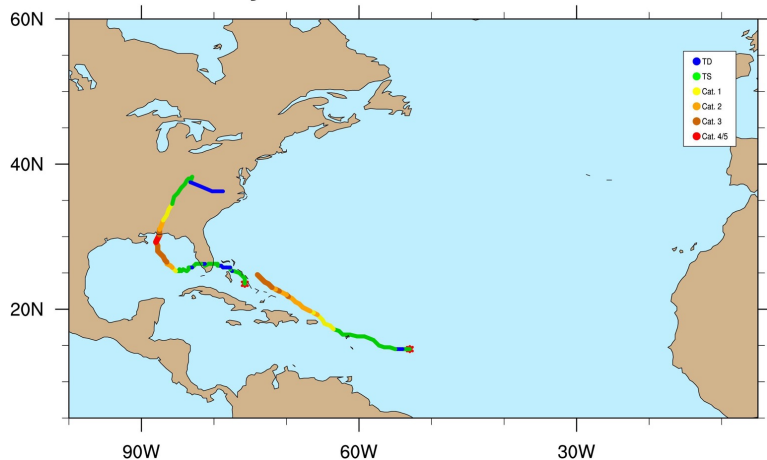 60N
TD
TS
Cat. 1
Cat. 2
Cat. 3
Cat. 4/5
40N
20N
90W
60W
30W